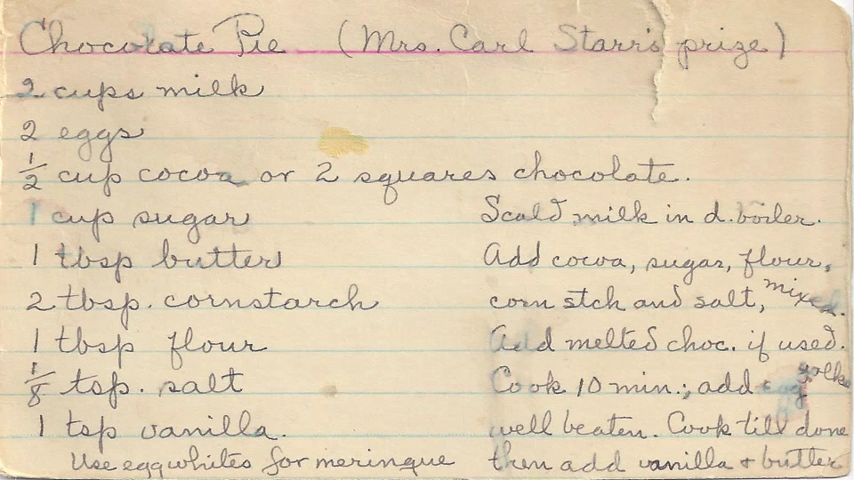 Chocolate Pie (Mrs. Carl Starr's prize)
2 cups milk
2 eggs
½ cup cocoa or 2 squares chocolate.
1 cup sugar
1 tbsp butter
2 tbsp. cornstarch
1 tbsp flour
⅛ tsp. salt
1 tsp vanilla.
Use egg whites for meringue
Scald milk in d. boiler.
Add cocoa, sugar, flour,
corn stch and salt, mixed.
Add melted choc. if used.
Cook 10 min.; add egg yolks
well beaten. Cook till done
then add vanilla & butter